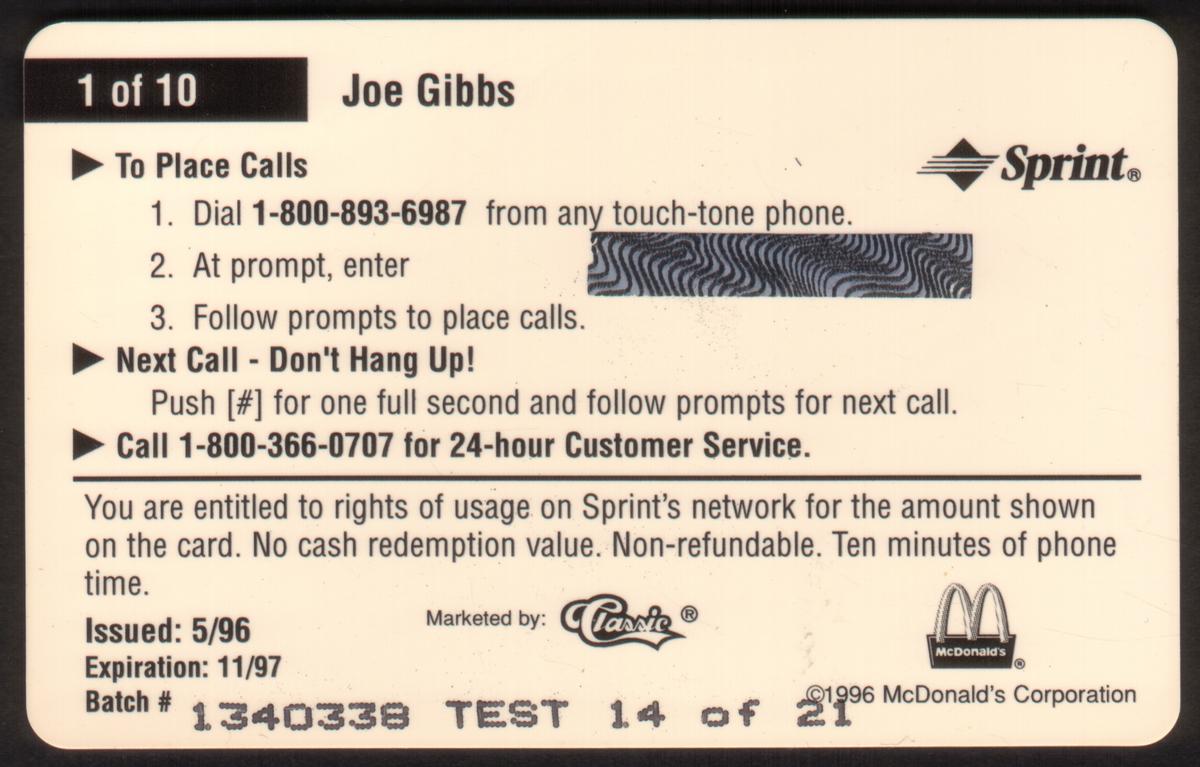 1 of 10 Joe Gibbs
▶ To Place Calls
Sprint®
1. Dial 1-800-893-6987 from any touch-tone phone.
2. At prompt, enter
3. Follow prompts to place calls.
▶ Next Call - Don't Hang Up!
Push [#] for one full second and follow prompts for next call.
▶ Call 1-800-366-0707 for 24-hour Customer Service.
You are entitled to rights of usage on Sprint's network for the amount shown
on the card. No cash redemption value. Non-refundable. Ten minutes of phone
time.
Issued: 5/96
Marketed by: Classic®
McDonald's®
Expiration: 11/97
©1996 McDonald's Corporation
Batch # 1340338 TEST 14 of 21